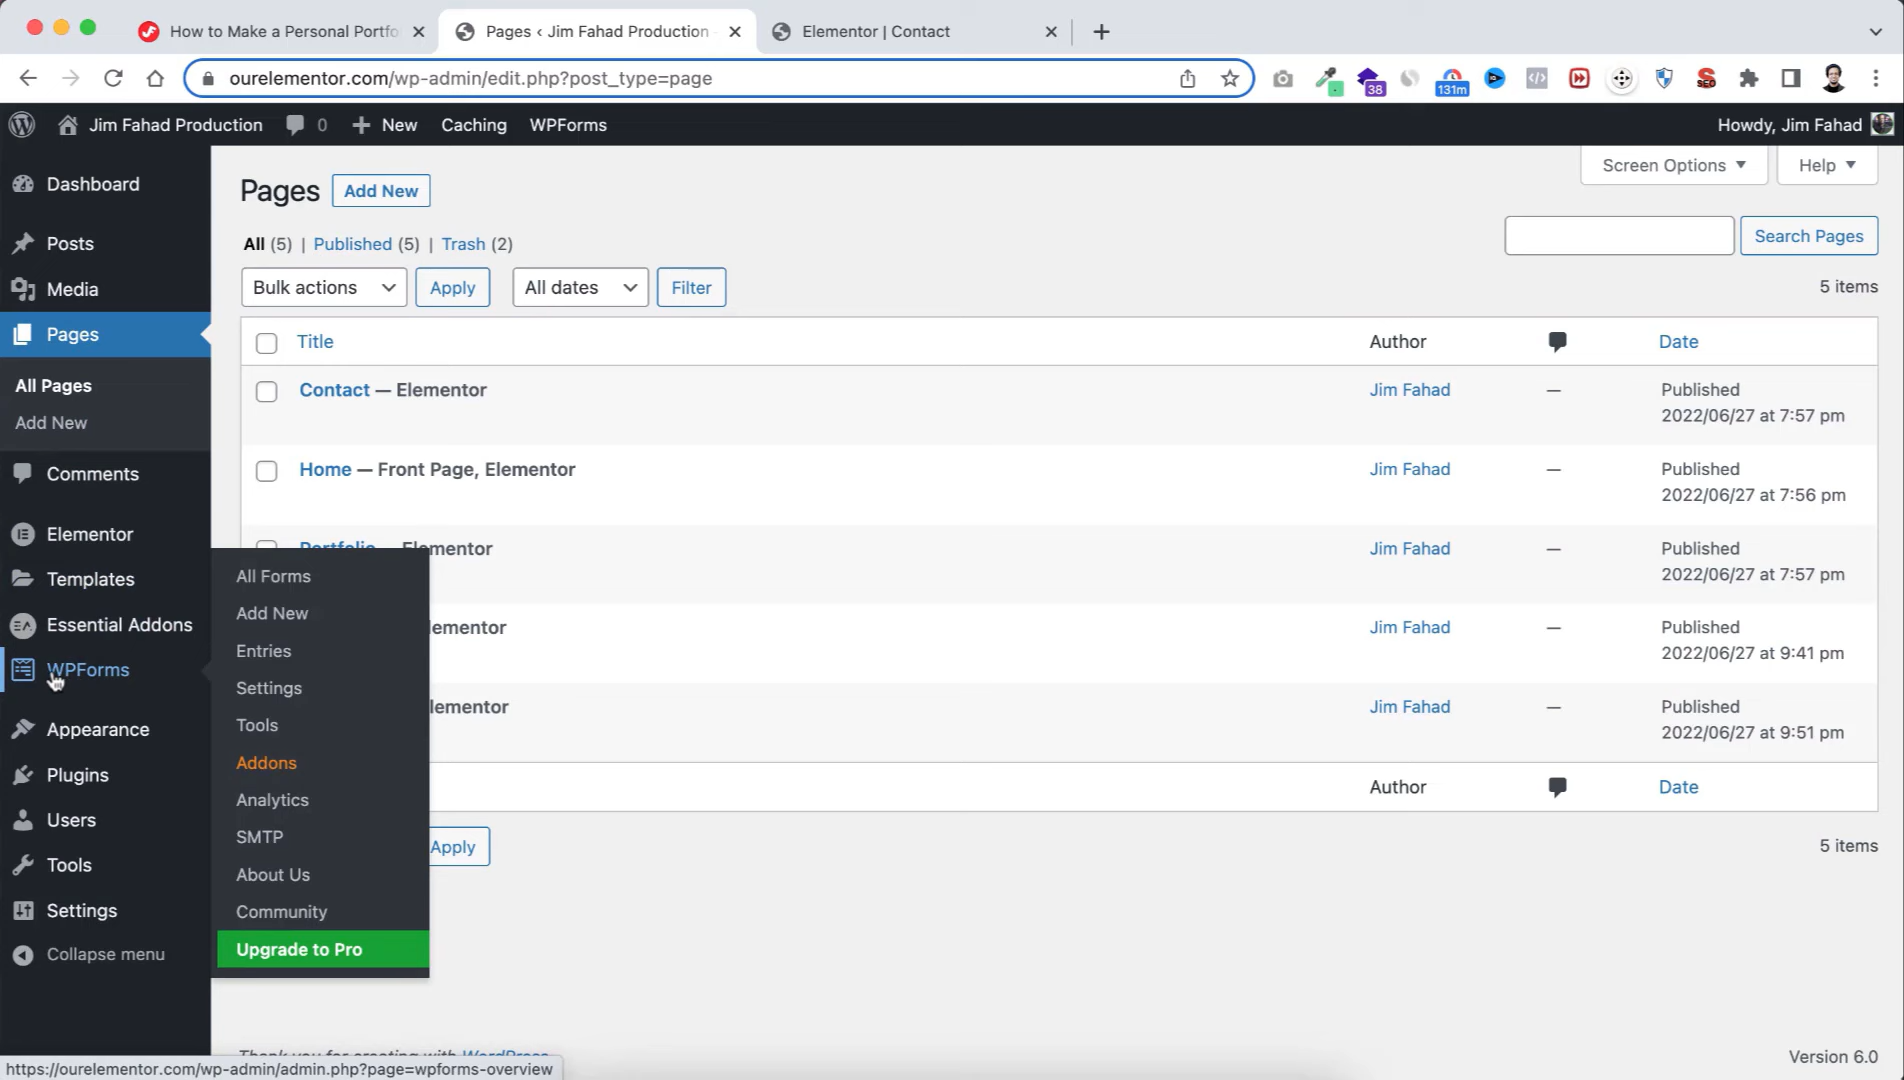 How to Make a Personal Portfo
Pages ‹ Jim Fahad Production
Elementor | Contact
ourelementor.com/wp-admin/edit.php?post_type=page
38
131m
SEO
Jim Fahad Production
0
New
Caching
WPForms
Howdy, Jim Fahad
Dashboard
Posts
Media
Pages
All Pages
Add New
Comments
Elementor
Templates
Essential Addons
WPForms
Appearance
Plugins
Users
Tools
Settings
Collapse menu
All Forms
Add New
Entries
Settings
Tools
Addons
Analytics
SMTP
About Us
Community
Upgrade to Pro
Screen Options
Help
Pages
Add New
All (5) | Published (5) | Trash (2)
Search Pages
Bulk actions
Apply
All dates
Filter
5 items
Title
Author
Date
Contact — Elementor
Jim Fahad
—
Published
2022/06/27 at 7:57 pm
Home — Front Page, Elementor
Jim Fahad
—
Published
2022/06/27 at 7:56 pm
Portfolio — Elementor
Jim Fahad
—
Published
2022/06/27 at 7:57 pm
lementor
Jim Fahad
—
Published
2022/06/27 at 9:41 pm
lementor
Jim Fahad
—
Published
2022/06/27 at 9:51 pm
Author
Date
Apply
5 items
Thank you for creating with WordPress
Version 6.0
https://ourelementor.com/wp-admin/admin.php?page=wpforms-overview